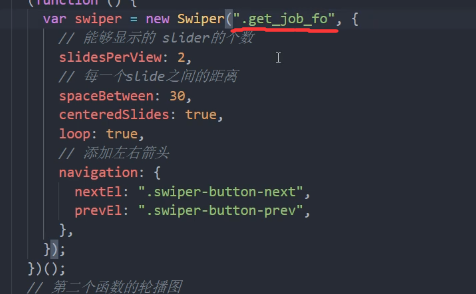 (function () {
var swiper = new Swiper(".get_job_fo", {
// 能够显示的 slider的个数
slidesPerView: 2,
// 每一个slide之间的距离
spaceBetween: 30,
centeredSlides: true,
loop: true,
// 添加左右箭头
navigation: {
nextEl: ".swiper-button-next",
prevEl: ".swiper-button-prev",
},
});
})();
// 第二个函数的轮播图